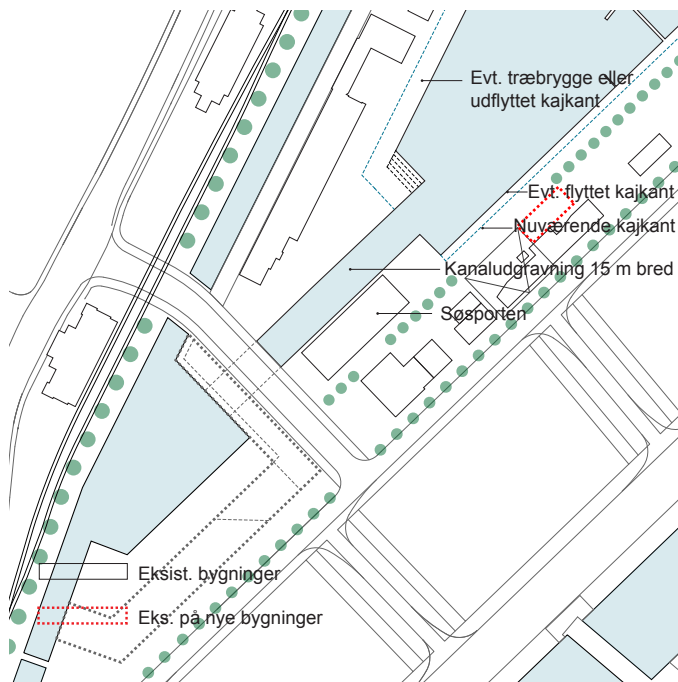 Evt. træbrygge eller
udflyttet kajkant
Evt. flyttet kajkant
Nuværende kajkant
Kanaludgravning 15 m bred
Søsporten
Eksist. bygninger
Eks. på nye bygninger